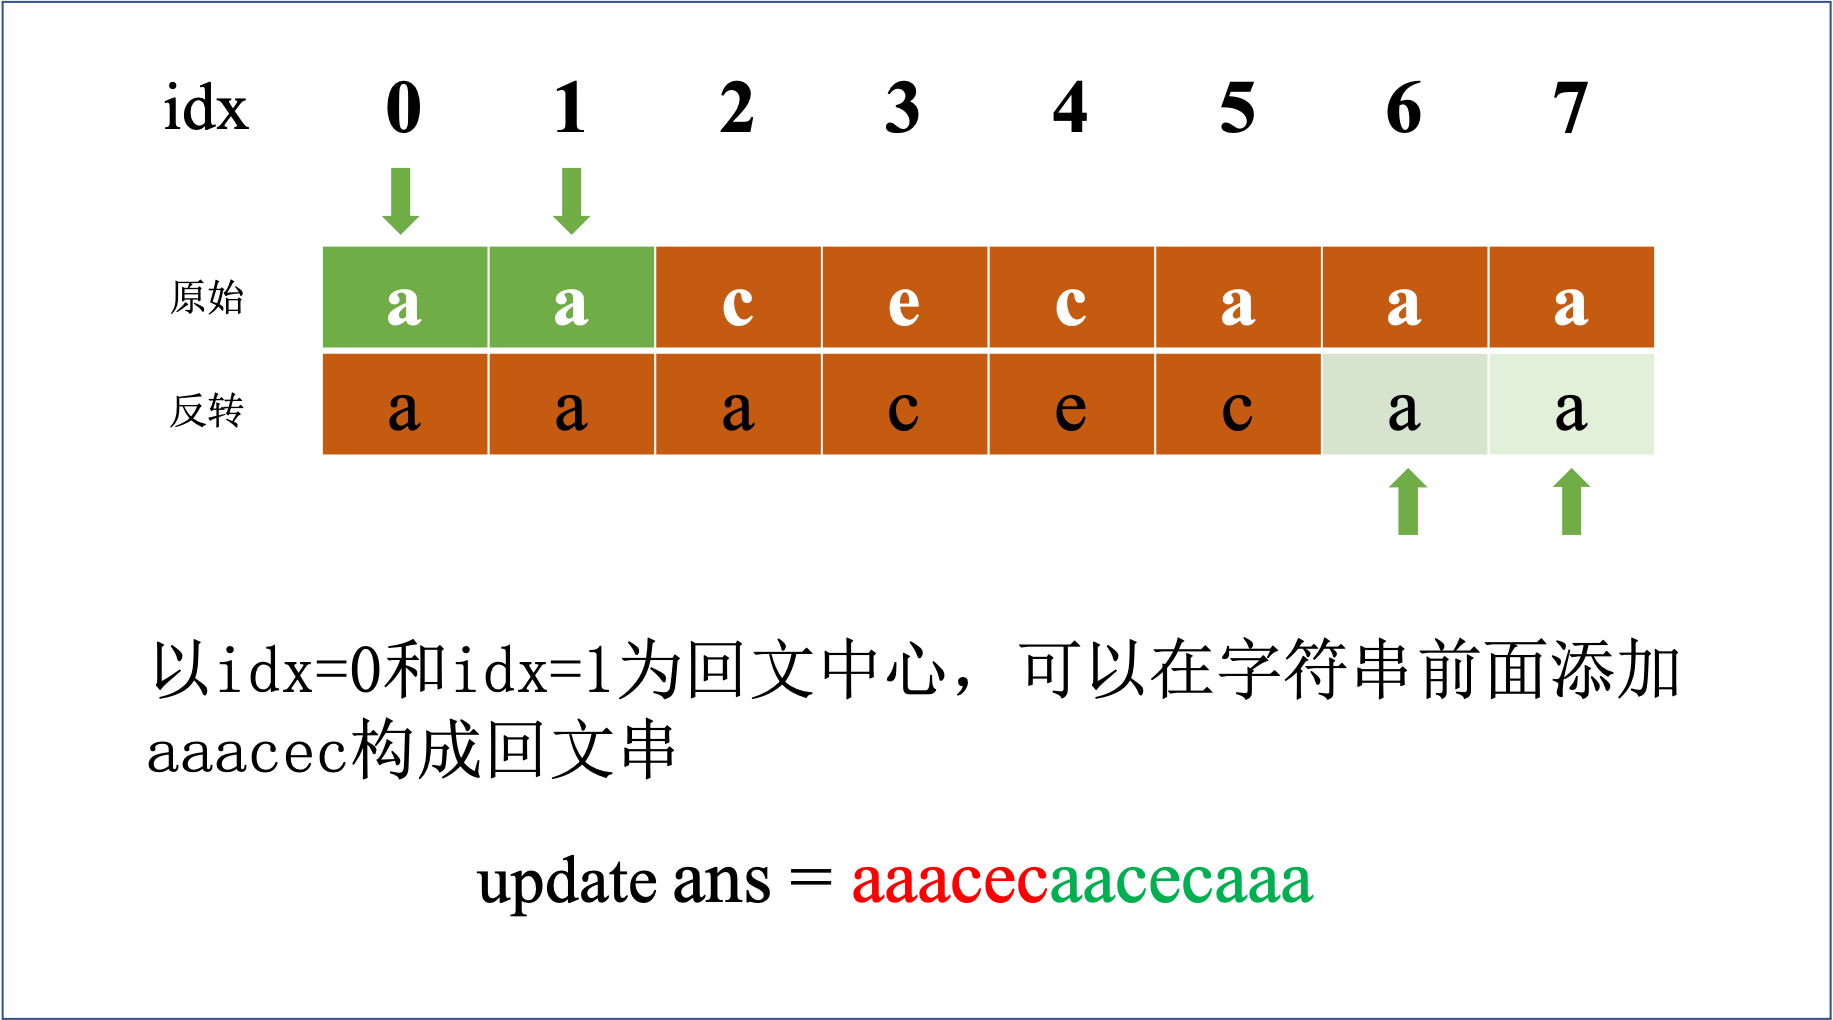 idx 0 1 2 3 4 5 6 7
原始 a a c e c a a a
反转 a a a c e c a a
以idx=0和idx=1为回文中心，可以在字符串前面添加
aaacec构成回文串
update ans = aaacecaacecaaa